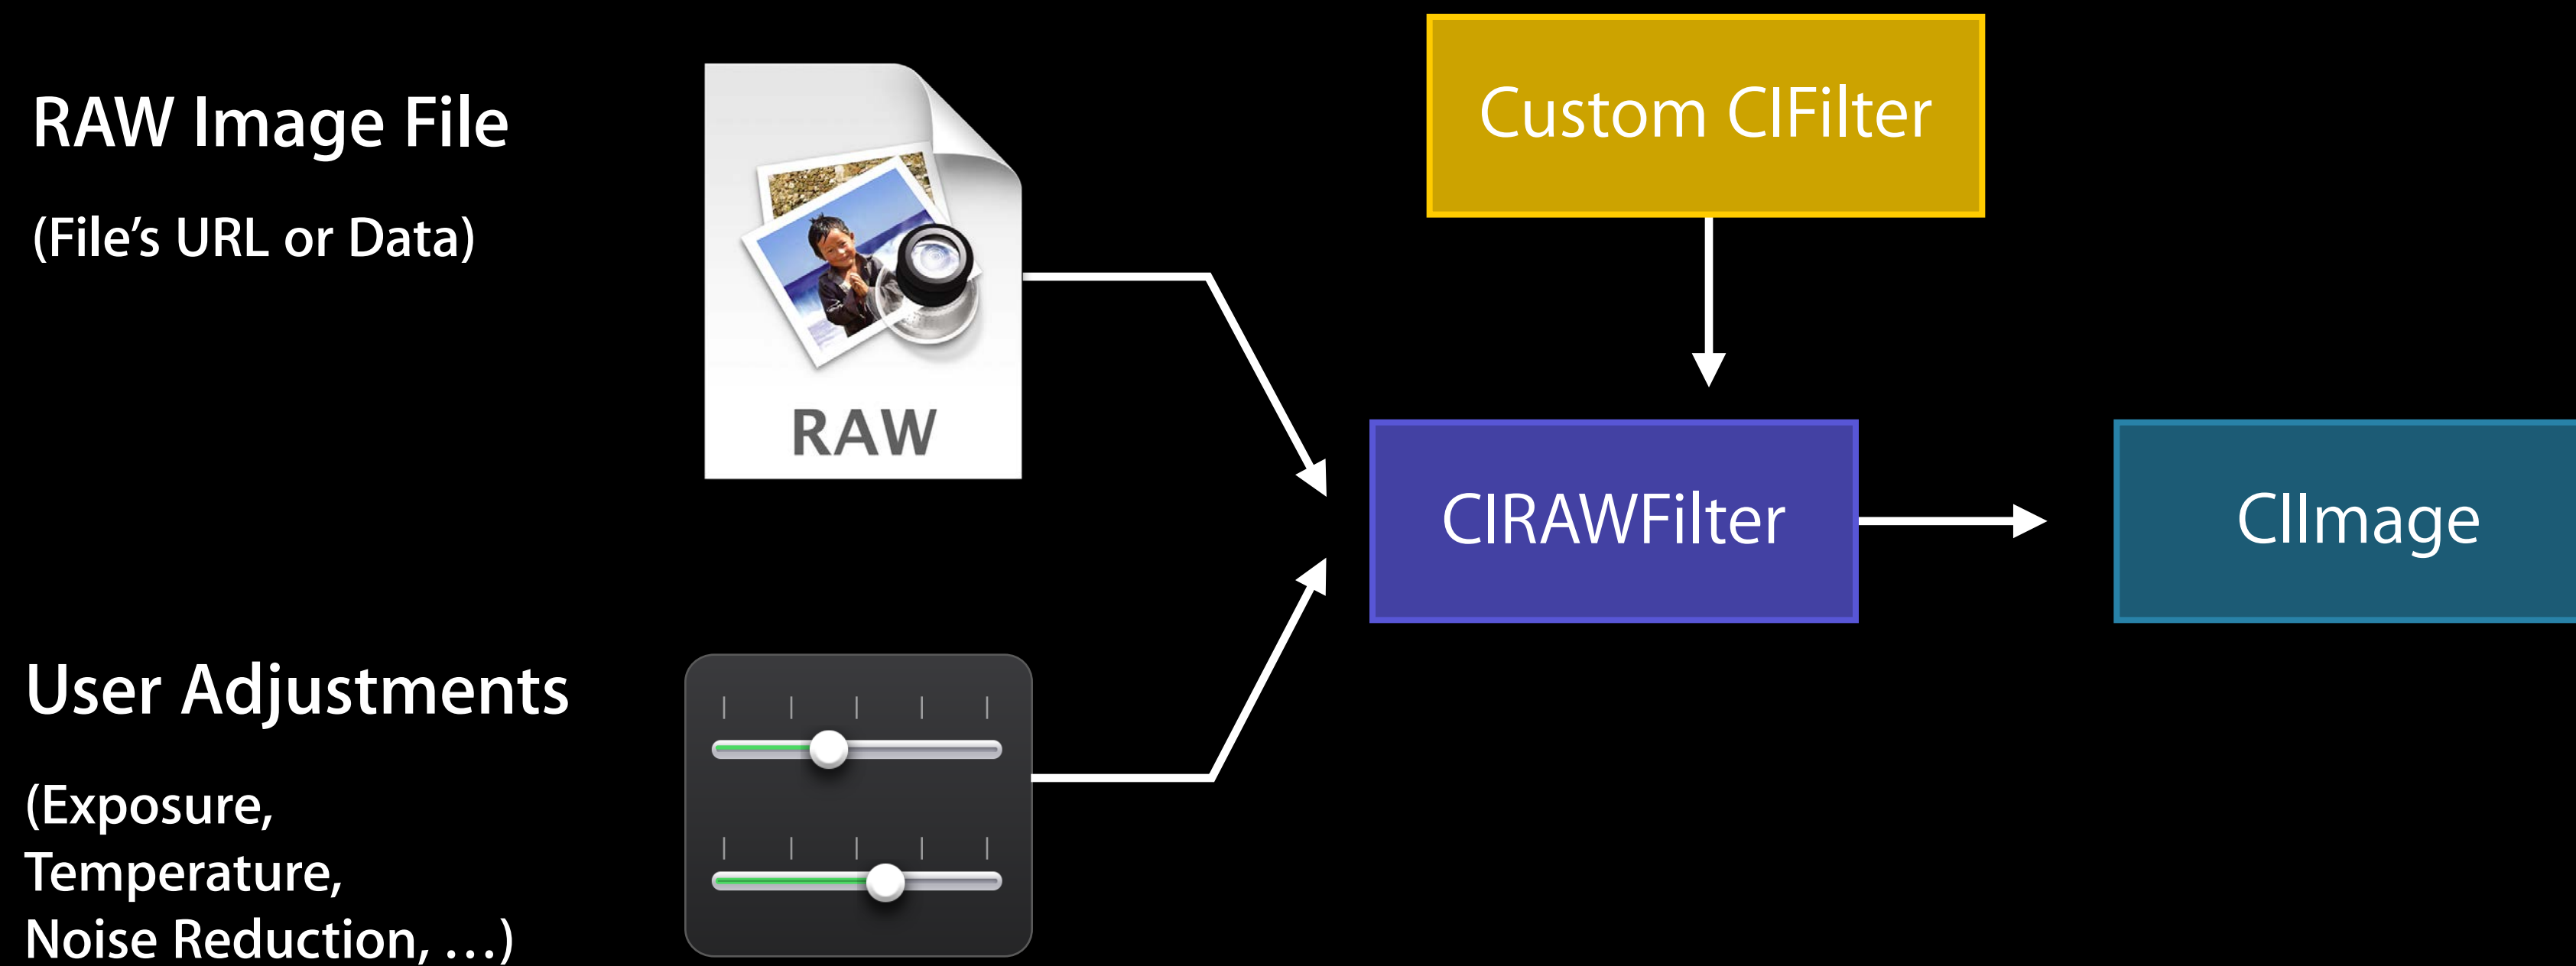 RAW Image File
(File’s URL or Data)
RAW
User Adjustments
(Exposure,
Temperature,
Noise Reduction, …)
Custom CIFilter
CIRAWFilter
CIImage